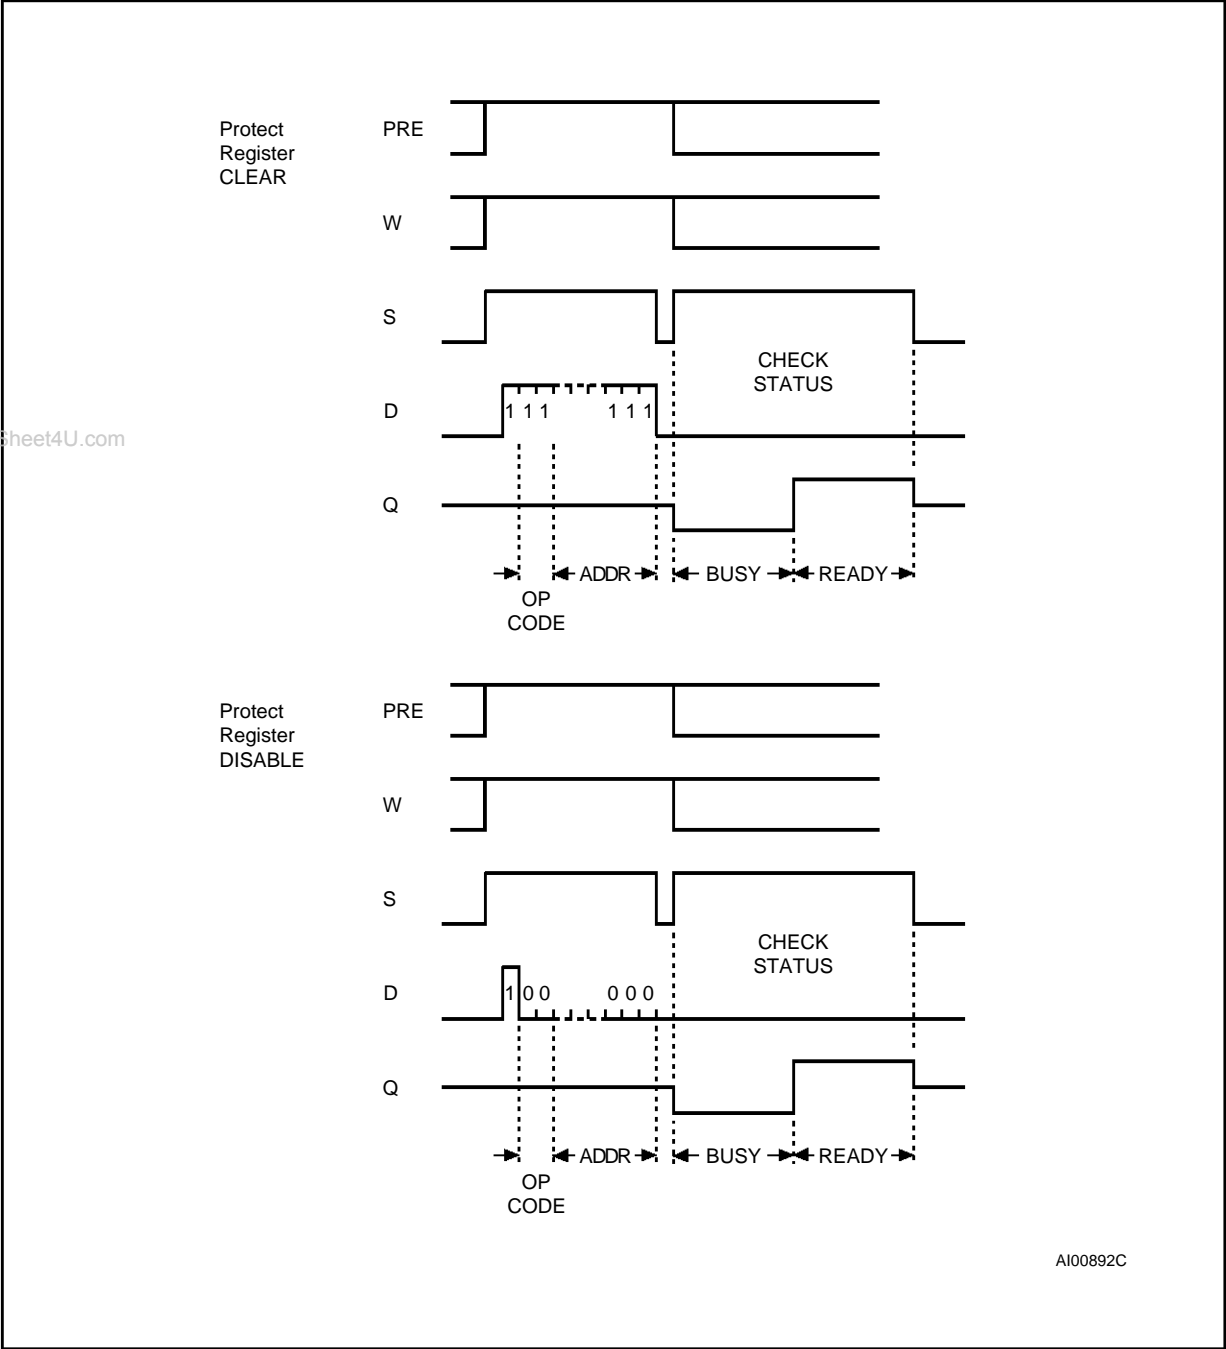 Protect
Register
CLEAR
PRE
W
S
CHECK
STATUS
D
1 1 1 1 1 1
Sheet4U.com
Q
ADDR BUSY READY
OP
CODE
Protect
Register
DISABLE
PRE
W
S
CHECK
STATUS
D
1 0 0 0 0 0
Q
ADDR BUSY READY
OP
CODE
AI00892C